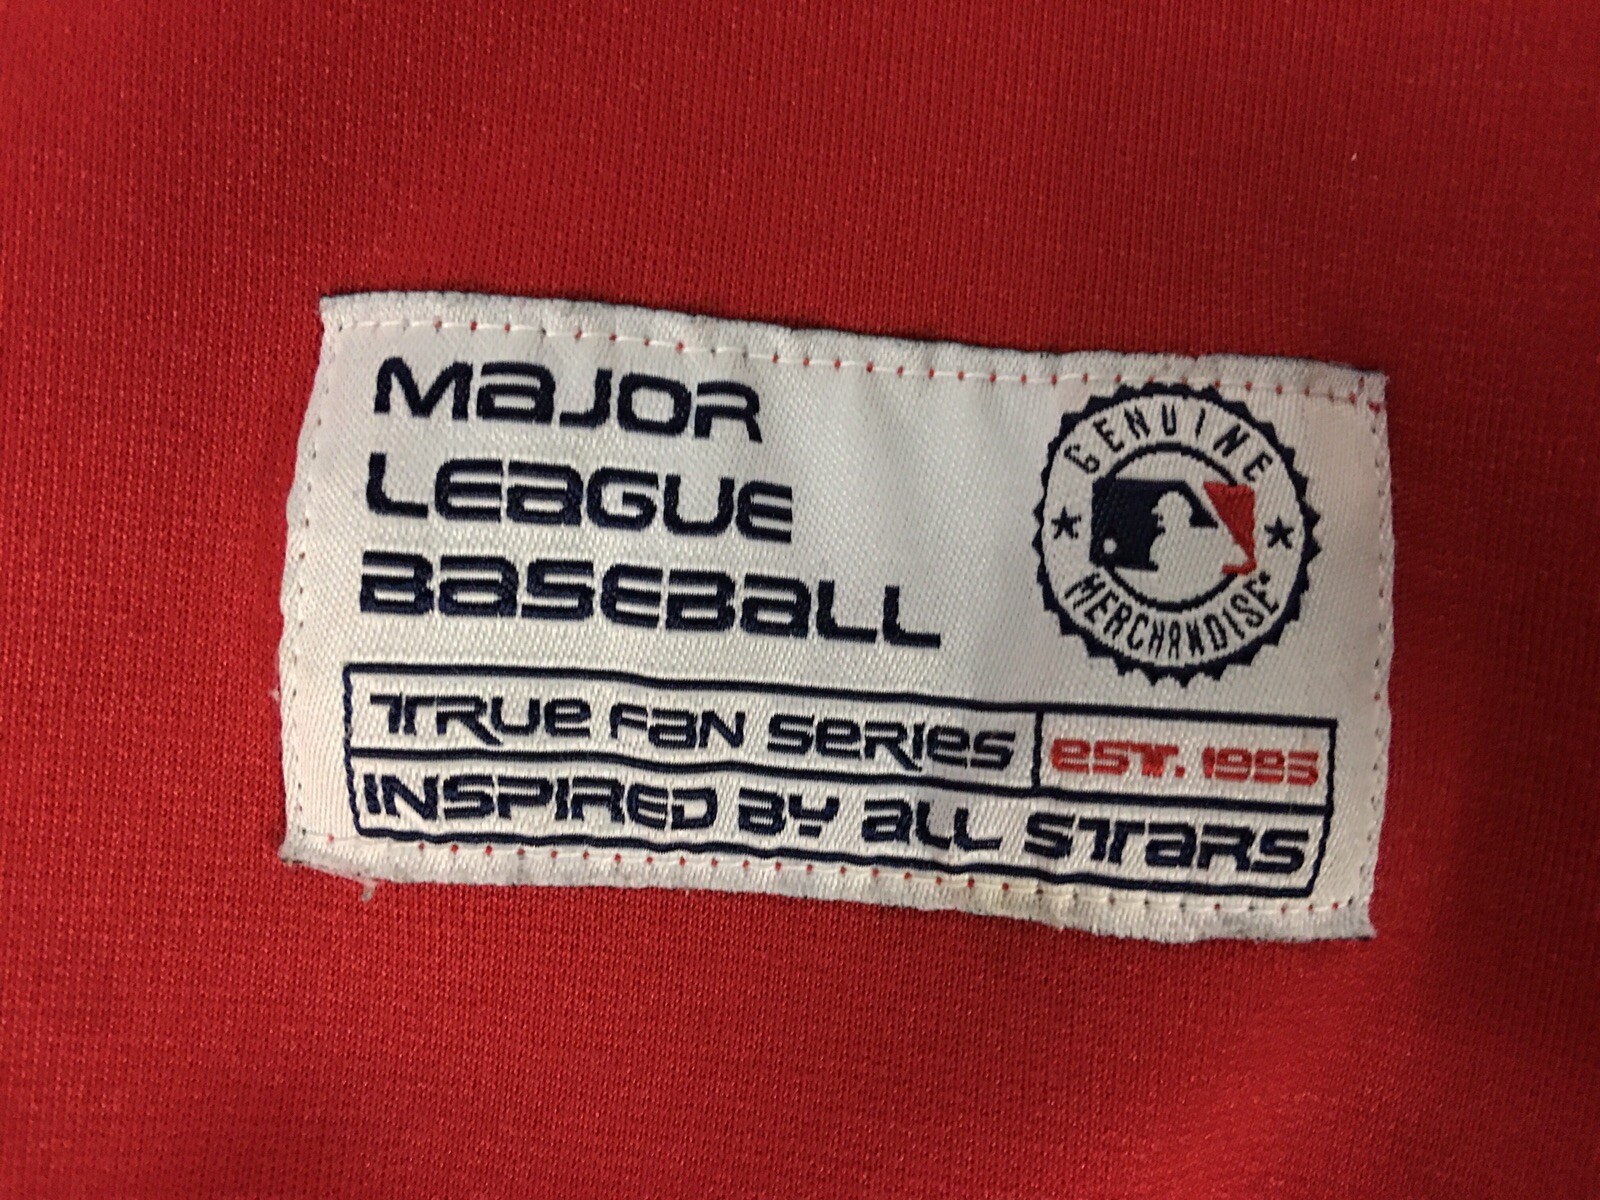 MaJOR
LEaGUE
BaSEBaLL
GENUINE
MERCHANDISE
TRUe FaN SeRIeS
eST. 1995
INSPIRED BY aLL STaRS